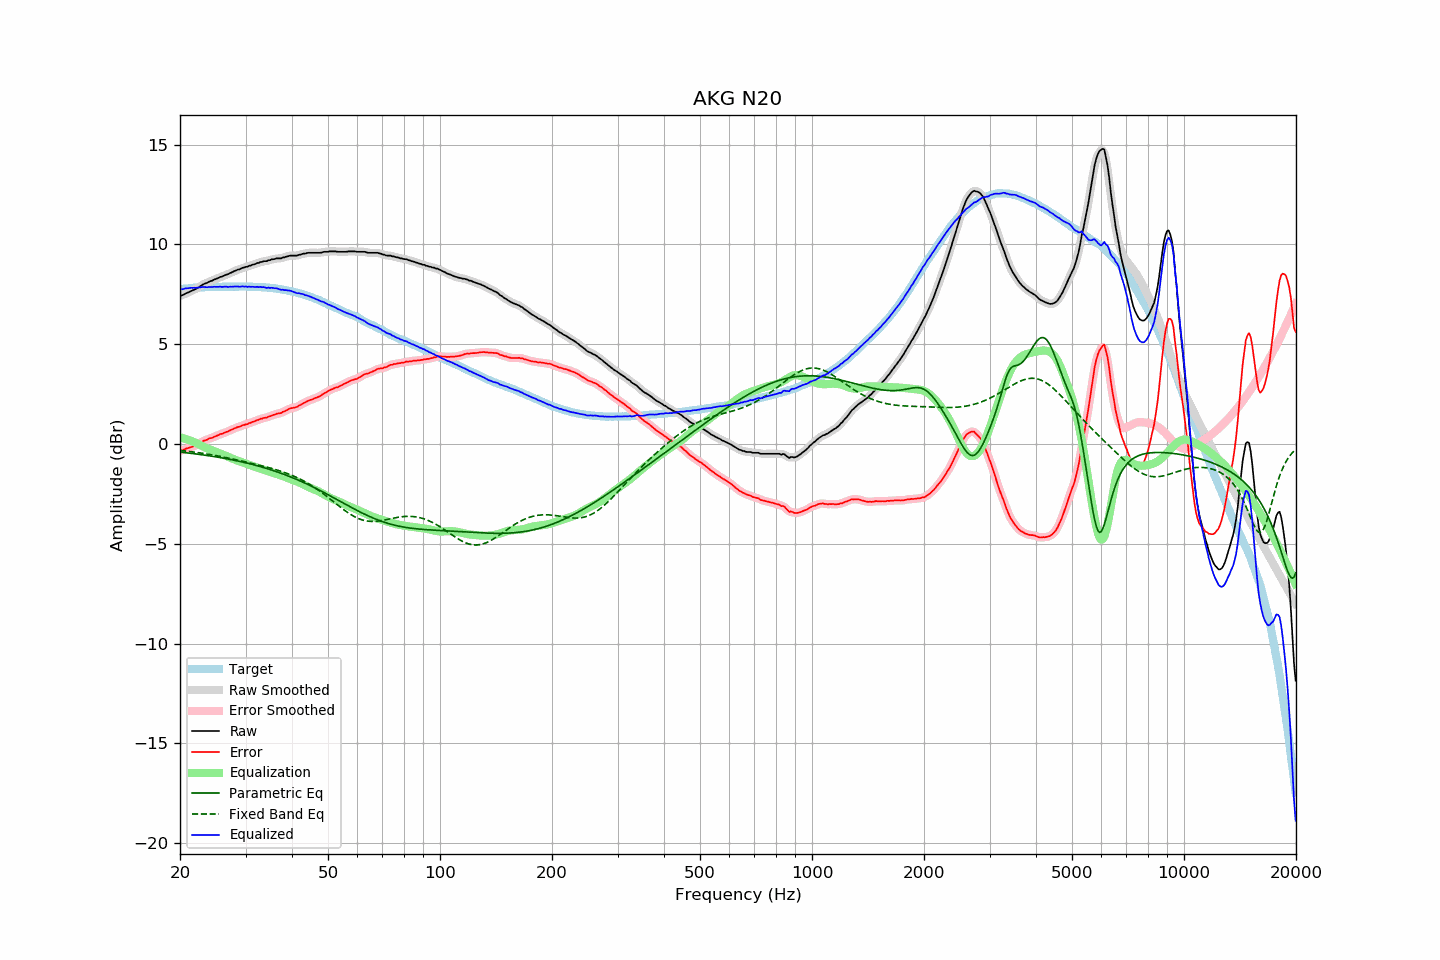 AKG N20
Amplitude (dBr)
15
10
5
0
−5
−10
−15
−20
Target
Raw Smoothed
Error Smoothed
Raw
Error
Equalization
Parametric Eq
Fixed Band Eq
Equalized
20 50 100 200 500 1000 2000 5000 10000 20000
Frequency (Hz)